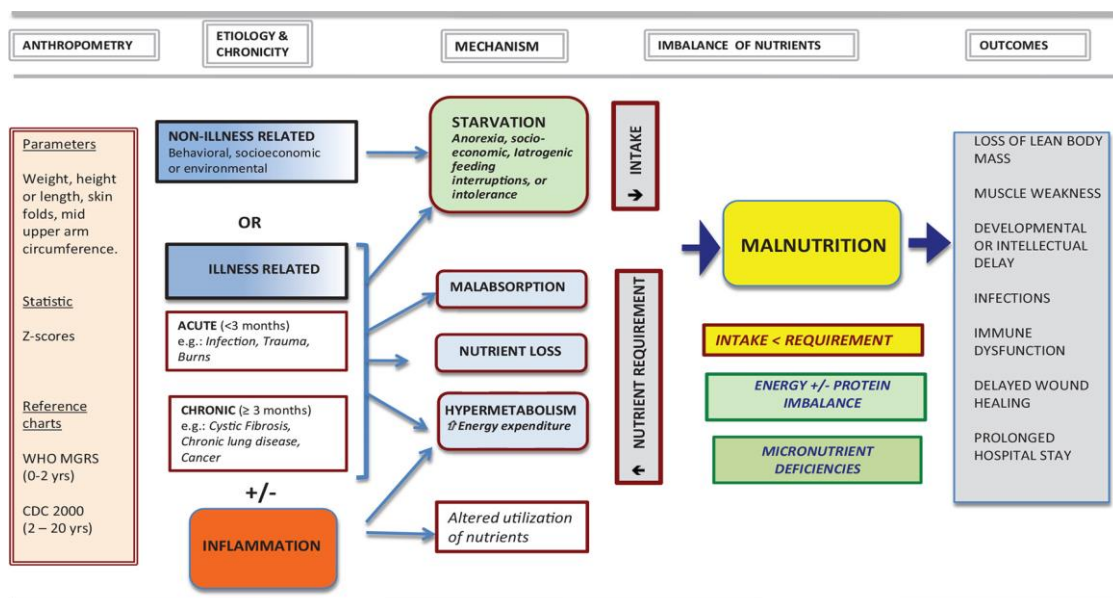 ANTHROPOMETRY
ETIOLOGY &
CHRONICITY
MECHANISM
IMBALANCE OF NUTRIENTS
OUTCOMES
Parameters
Weight, height
or length, skin
folds, mid
upper arm
circumference.
Statistic
Z-scores
Reference
charts
WHO MGRS
(0-2 yrs)
CDC 2000
(2 – 20 yrs)
NON-ILLNESS RELATED
Behavioral, socioeconomic
or environmental
OR
ILLNESS RELATED
ACUTE (<3 months)
e.g.: Infection, Trauma,
Burns
CHRONIC (≥ 3 months)
e.g.: Cystic Fibrosis,
Chronic lung disease,
Cancer
+/-
INFLAMMATION
STARVATION
Anorexia, socio-
economic, Iatrogenic
feeding
interruptions, or
intolerance
MALABSORPTION
NUTRIENT LOSS
HYPERMETABOLISM
⇧ Energy expenditure
Altered utilization
of nutrients
↓ INTAKE
↑ NUTRIENT REQUIREMENT
MALNUTRITION
INTAKE < REQUIREMENT
ENERGY +/- PROTEIN
IMBALANCE
MICRONUTRIENT
DEFICIENCIES
LOSS OF LEAN BODY
MASS
MUSCLE WEAKNESS
DEVELOPMENTAL
OR INTELLECTUAL
DELAY
INFECTIONS
IMMUNE
DYSFUNCTION
DELAYED WOUND
HEALING
PROLONGED
HOSPITAL STAY